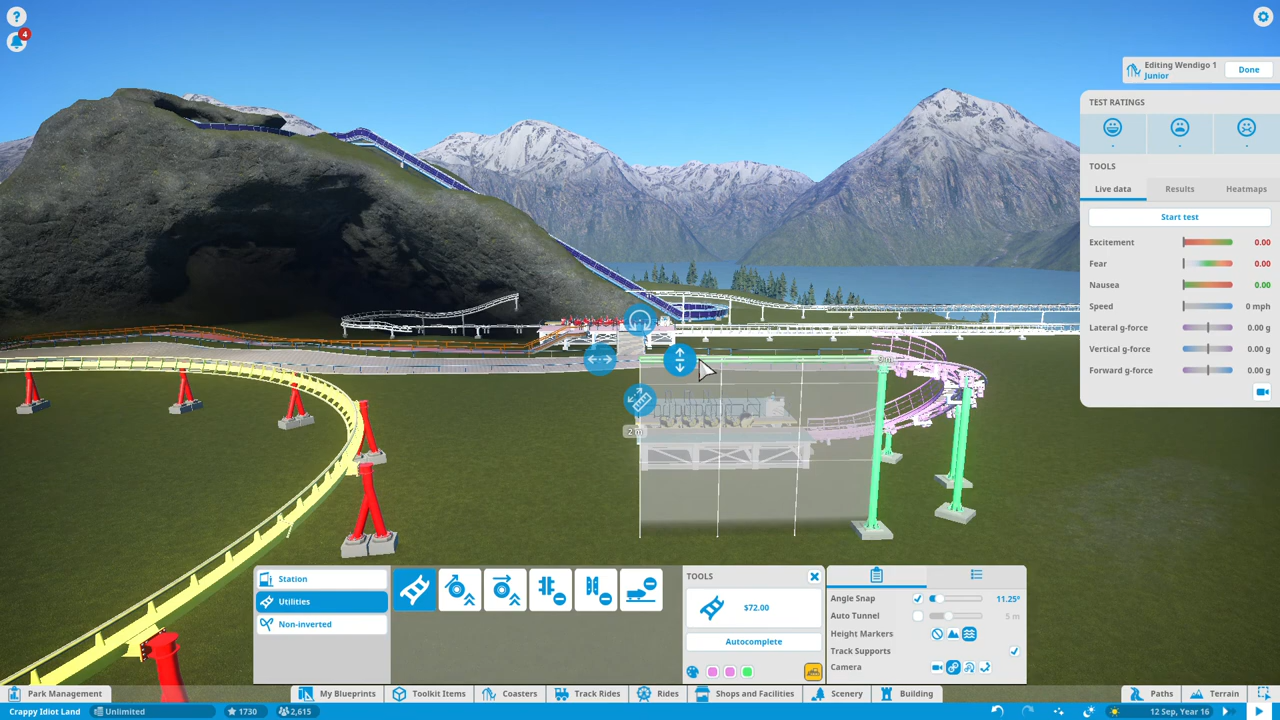 ?
4
Editing Wendigo 1
Junior
Done
TEST RATINGS
- - -
TOOLS
Live data Results Heatmaps
Start test
Excitement 0.00
Fear 0.00
Nausea 0.00
Speed 0 mph
Lateral g-force 0.00 g
Vertical g-force 0.00 g
Forward g-force 0.00 g
2 m
Station
Utilities
Non-inverted
TOOLS
$72.00
Autocomplete
Angle Snap 11.25°
Auto Tunnel 5 m
Height Markers
Track Supports
Camera
Park Management My Blueprints Toolkit Items Coasters Track Rides Rides Shops and Facilities Scenery Building Paths Terrain
Crappy Idiot Land Unlimited 1730 2,615 12 Sep, Year 16